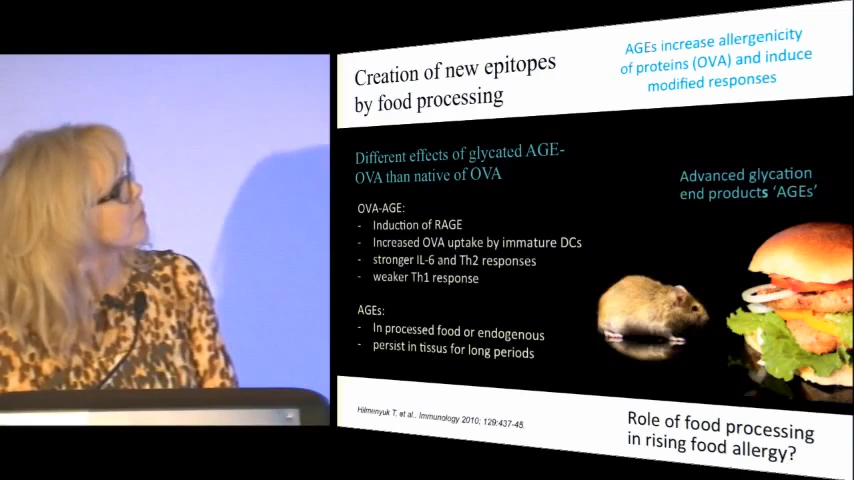 Creation of new epitopes
by food processing
AGEs increase allergenicity
of proteins (OVA) and induce
modified responses
Different effects of glycated AGE-
OVA than native of OVA
OVA-AGE:
- Induction of RAGE
- Increased OVA uptake by immature DCs
- stronger IL-6 and Th2 responses
- weaker Th1 response
AGEs:
- In processed food or endogenous
- persist in tissue for long periods
Advanced glycation
end products 'AGEs'
Hilmenyuk T. et al.. Immunology 2010; 129:437-45.
Role of food processing
in rising food allergy?